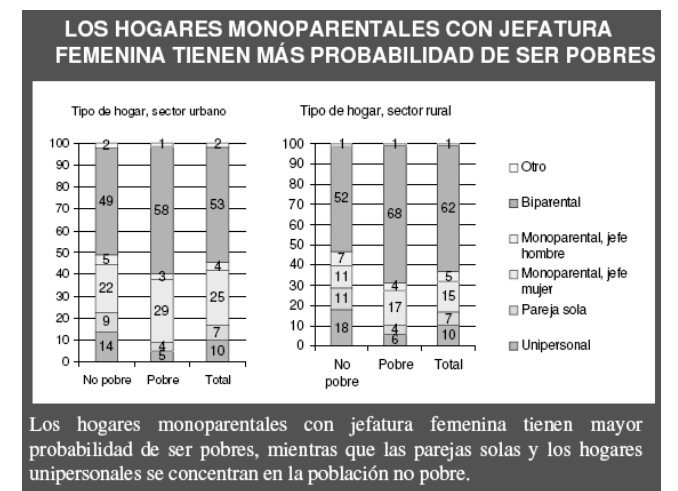 LOS HOGARES MONOPARENTALES CON JEFATURA
FEMENINA TIENEN MÁS PROBABILIDAD DE SER POBRES
Tipo de hogar, sector urbano
100
90
80
70
60
50
40
30
20
10
0
2
49
5
22
9
14
1
58
3
29
4
5
2
53
4
25
7
10
No pobre
Pobre
Total
Tipo de hogar, sector rural
100
90
80
70
60
50
40
30
20
10
0
1
52
7
11
11
18
1
68
4
17
4
6
1
62
5
15
7
10
No
pobre
Pobre
Total
Otro
Biparental
Monoparental, jefe
hombre
Monoparental, jefe
mujer
Pareja sola
Unipersonal
Los hogares monoparentales con jefatura femenina tienen mayor
probabilidad de ser pobres, mientras que las parejas solas y los hogares
unipersonales se concentran en la población no pobre.